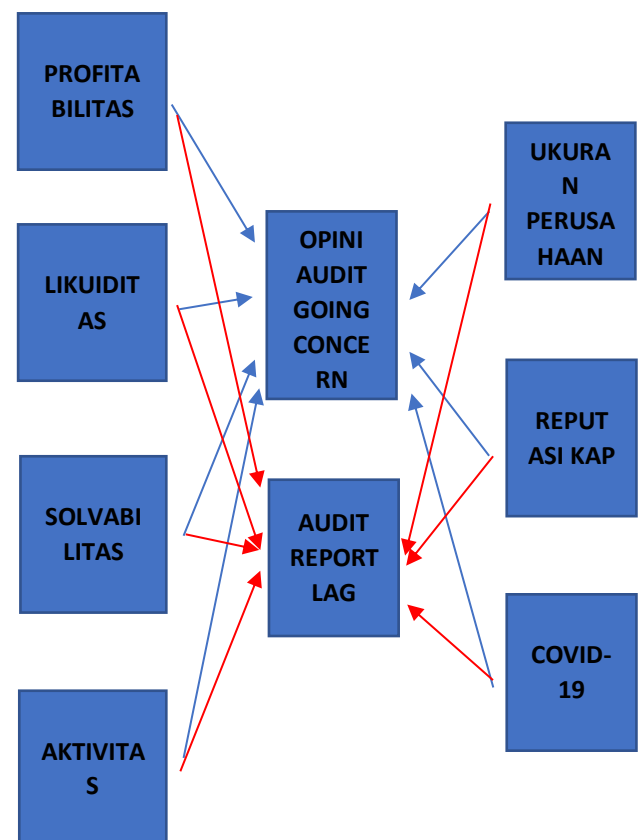 PROFITA
BILITAS
LIKUIDIT
AS
SOLVABI
LITAS
AKTIVITA
S
OPINI
AUDIT
GOING
CONCE
RN
AUDIT
REPORT
LAG
UKURA
N
PERUSA
HAAN
REPUT
ASI KAP
COVID-
19